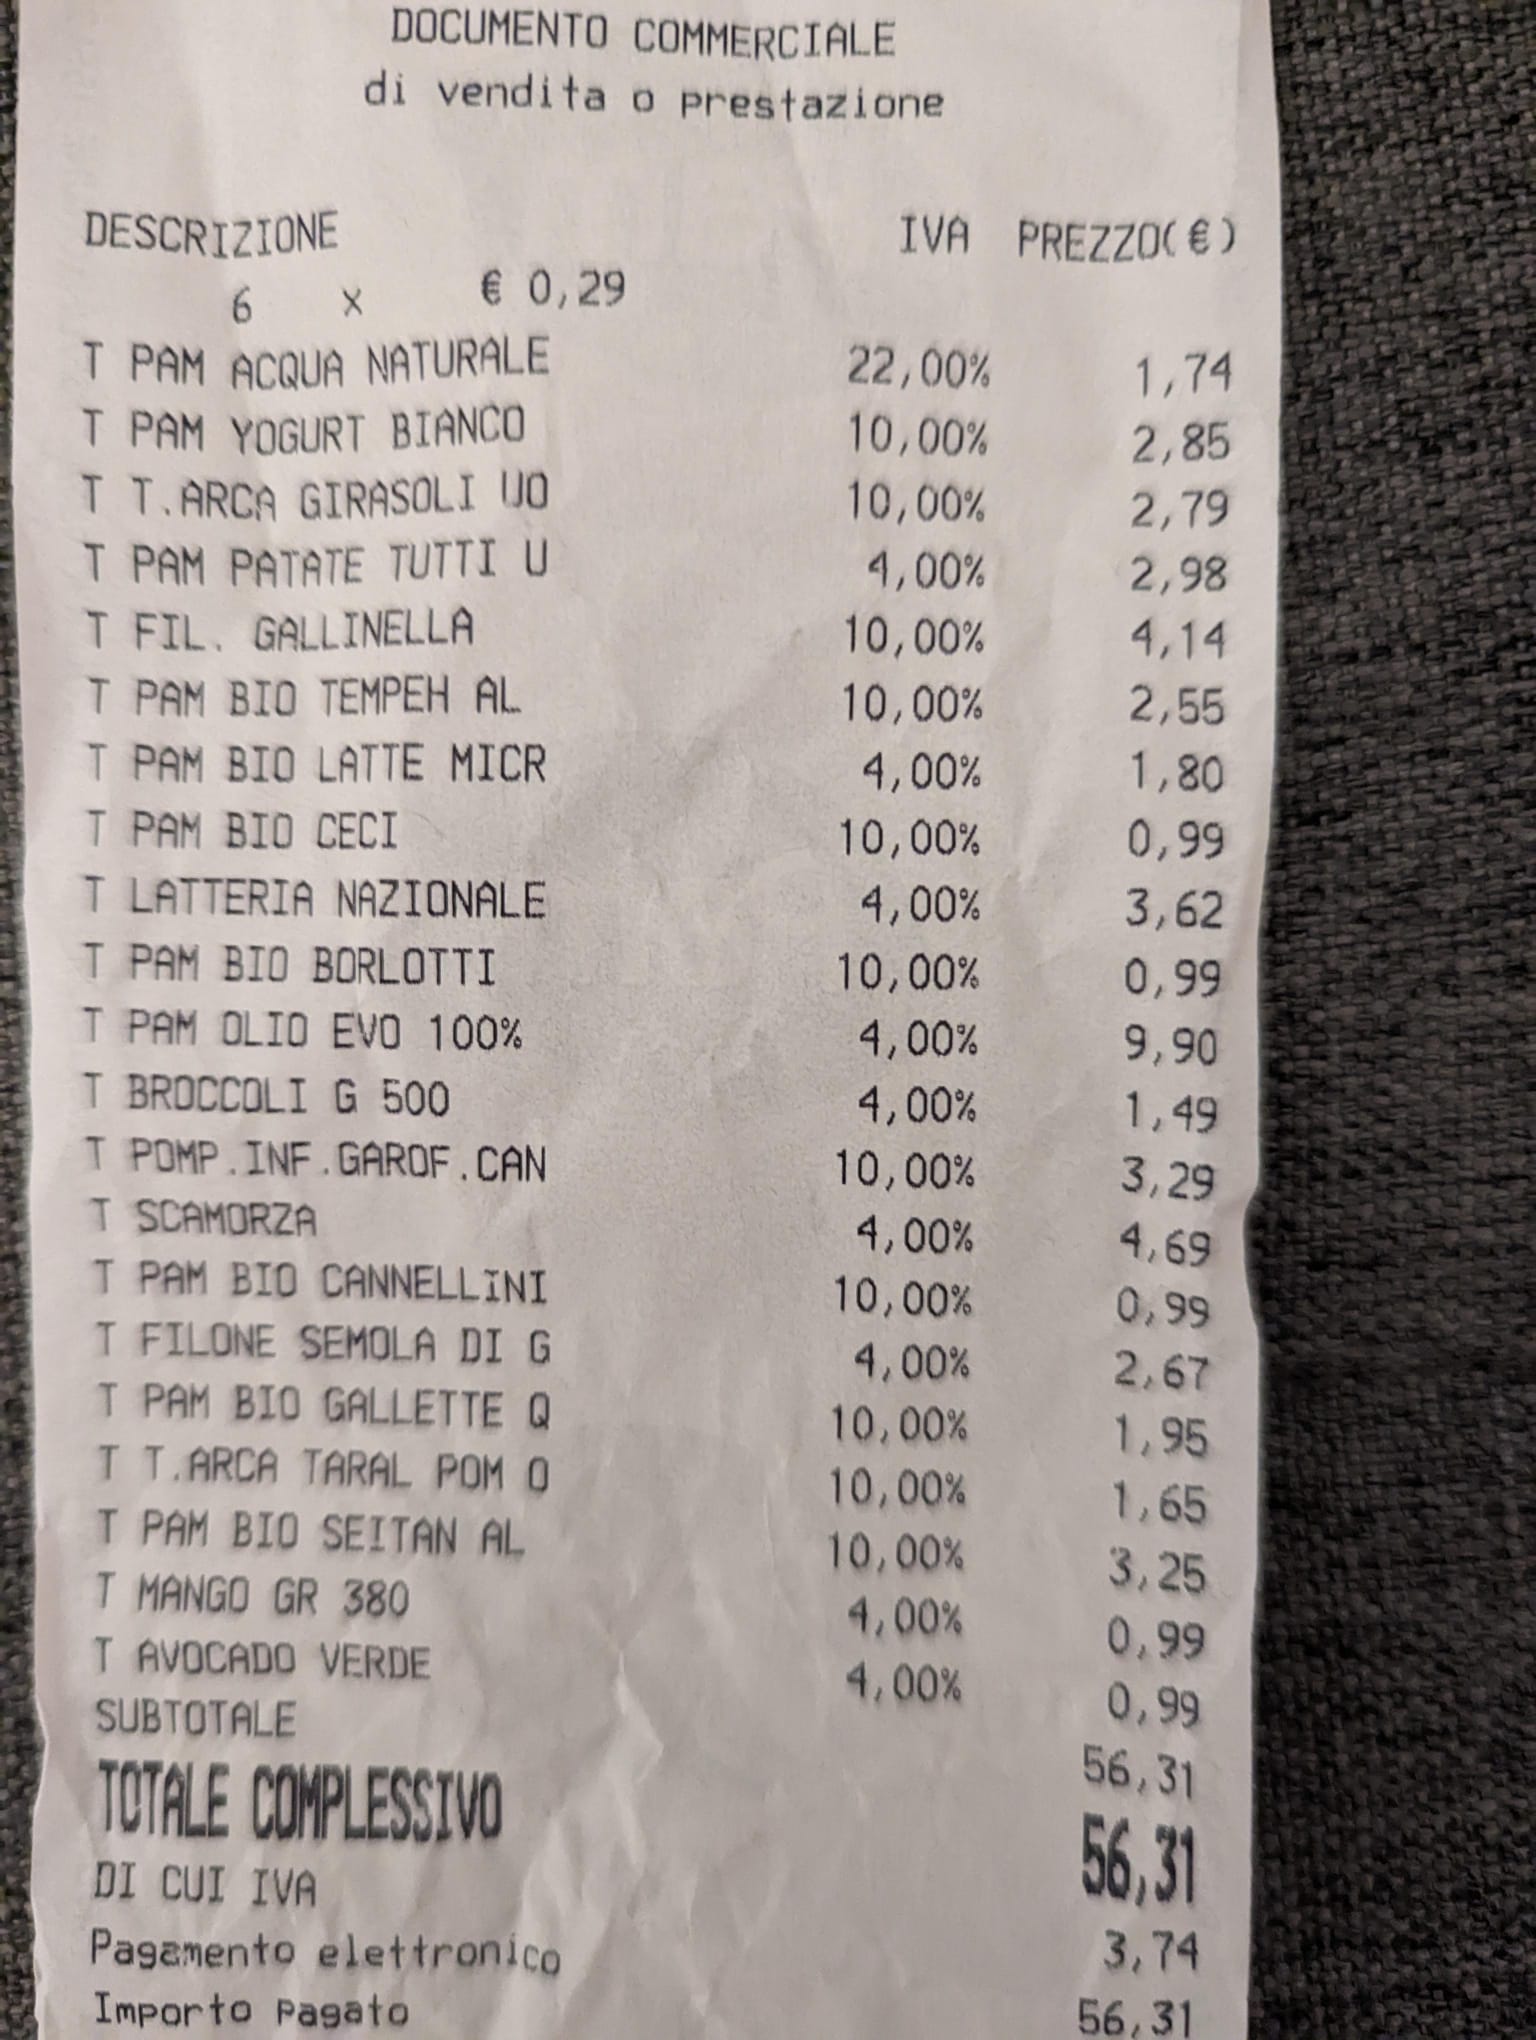 DOCUMENTO COMMERCIALE
di vendita o prestazione
DESCRIZIONE IVA PREZZO(€)
6 x € 0,29
T PAM ACQUA NATURALE 22,00% 1,74
T PAM YOGURT BIANCO 10,00% 2,85
T T.ARCA GIRASOLI UO 10,00% 2,79
T PAM PATATE TUTTI U 4,00% 2,98
T FIL. GALLINELLA 10,00% 4,14
T PAM BIO TEMPEH AL 10,00% 2,55
T PAM BIO LATTE MICR 4,00% 1,80
T PAM BIO CECI 10,00% 0,99
T LATTERIA NAZIONALE 4,00% 3,62
T PAM BIO BORLOTTI 10,00% 0,99
T PAM OLIO EVO 100% 4,00% 9,90
T BROCCOLI G 500 4,00% 1,49
T POMP.INF.GAROF.CAN 10,00% 3,29
T SCAMORZA 4,00% 4,69
T PAM BIO CANNELLINI 10,00% 0,99
T FILONE SEMOLA DI G 4,00% 2,67
T PAM BIO GALLETTE Q 10,00% 1,95
T T.ARCA TARAL POM O 10,00% 1,65
T PAM BIO SEITAN AL 10,00% 3,25
T MANGO GR 380 4,00% 0,99
T AVOCADO VERDE 4,00% 0,99
SUBTOTALE 56,31
TOTALE COMPLESSIVO 56,31
DI CUI IVA 3,74
Pagamento elettronico 56,31
Importo pagato